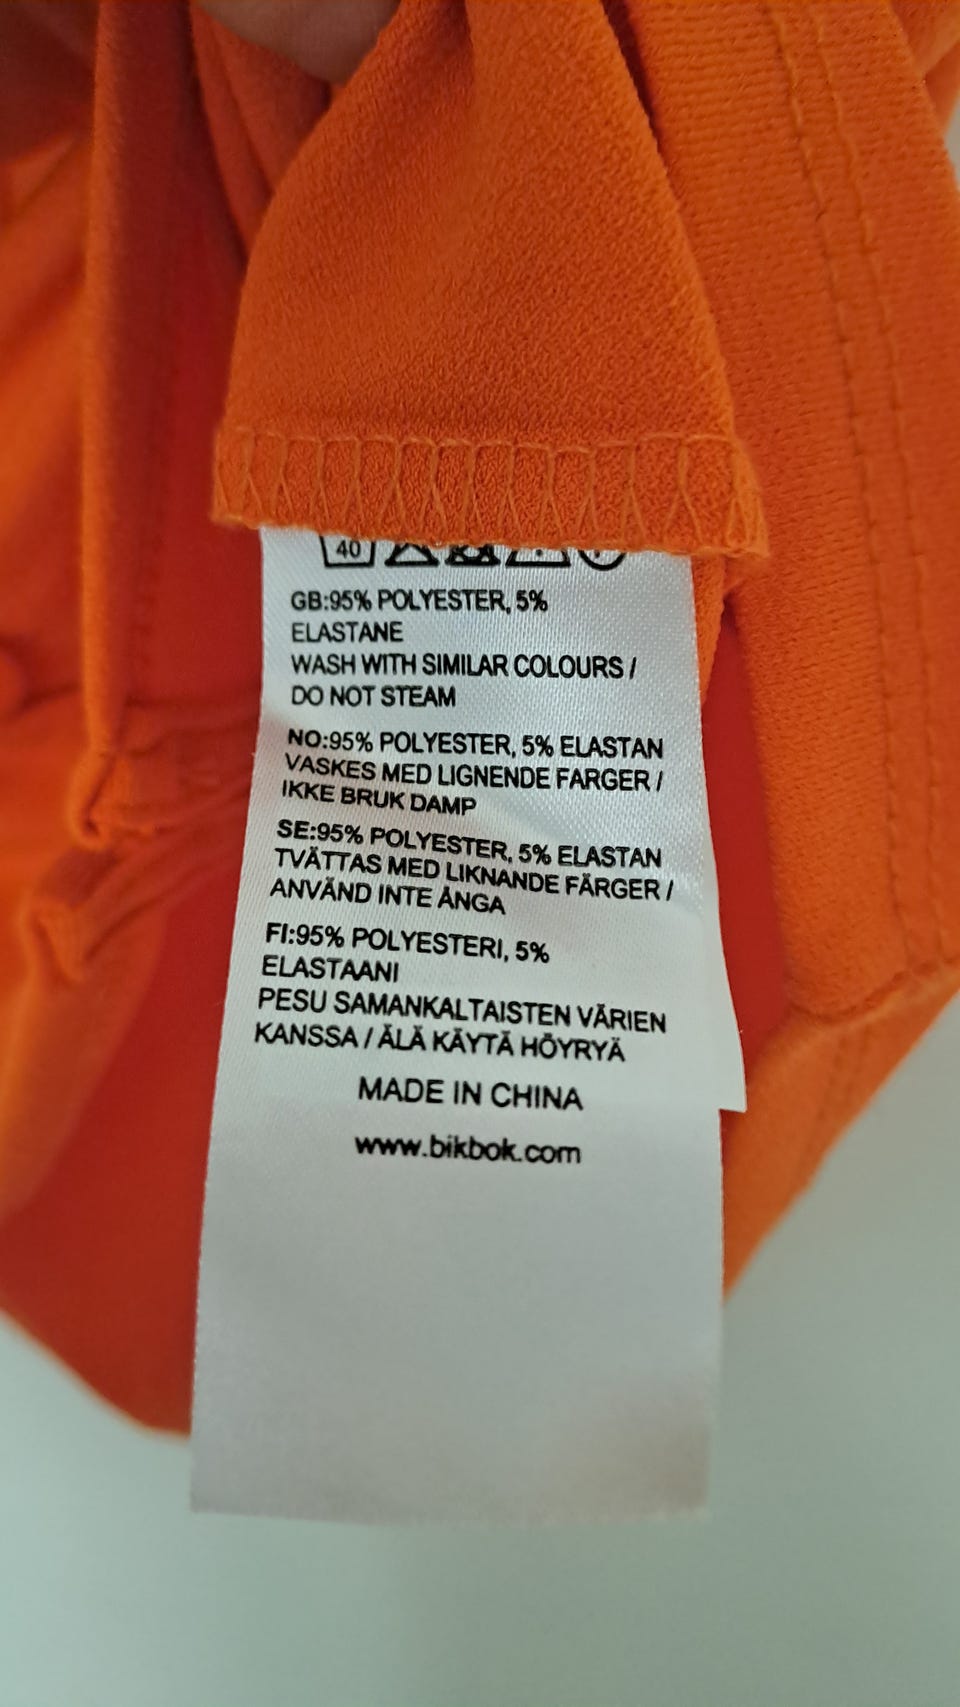 40
GB:95% POLYESTER, 5%
ELASTANE
WASH WITH SIMILAR COLOURS /
DO NOT STEAM
NO:95% POLYESTER, 5% ELASTAN
VASKES MED LIGNENDE FARGER /
IKKE BRUK DAMP
SE:95% POLYESTER, 5% ELASTAN
TVÄTTAS MED LIKNANDE FÄRGER /
ANVÄND INTE ÅNGA
FI:95% POLYESTERI, 5%
ELASTAANI
PESU SAMANKALTAISTEN VÄRIEN
KANSSA / ÄLÄ KÄYTÄ HÖYRYÄ
MADE IN CHINA
www.bikbok.com